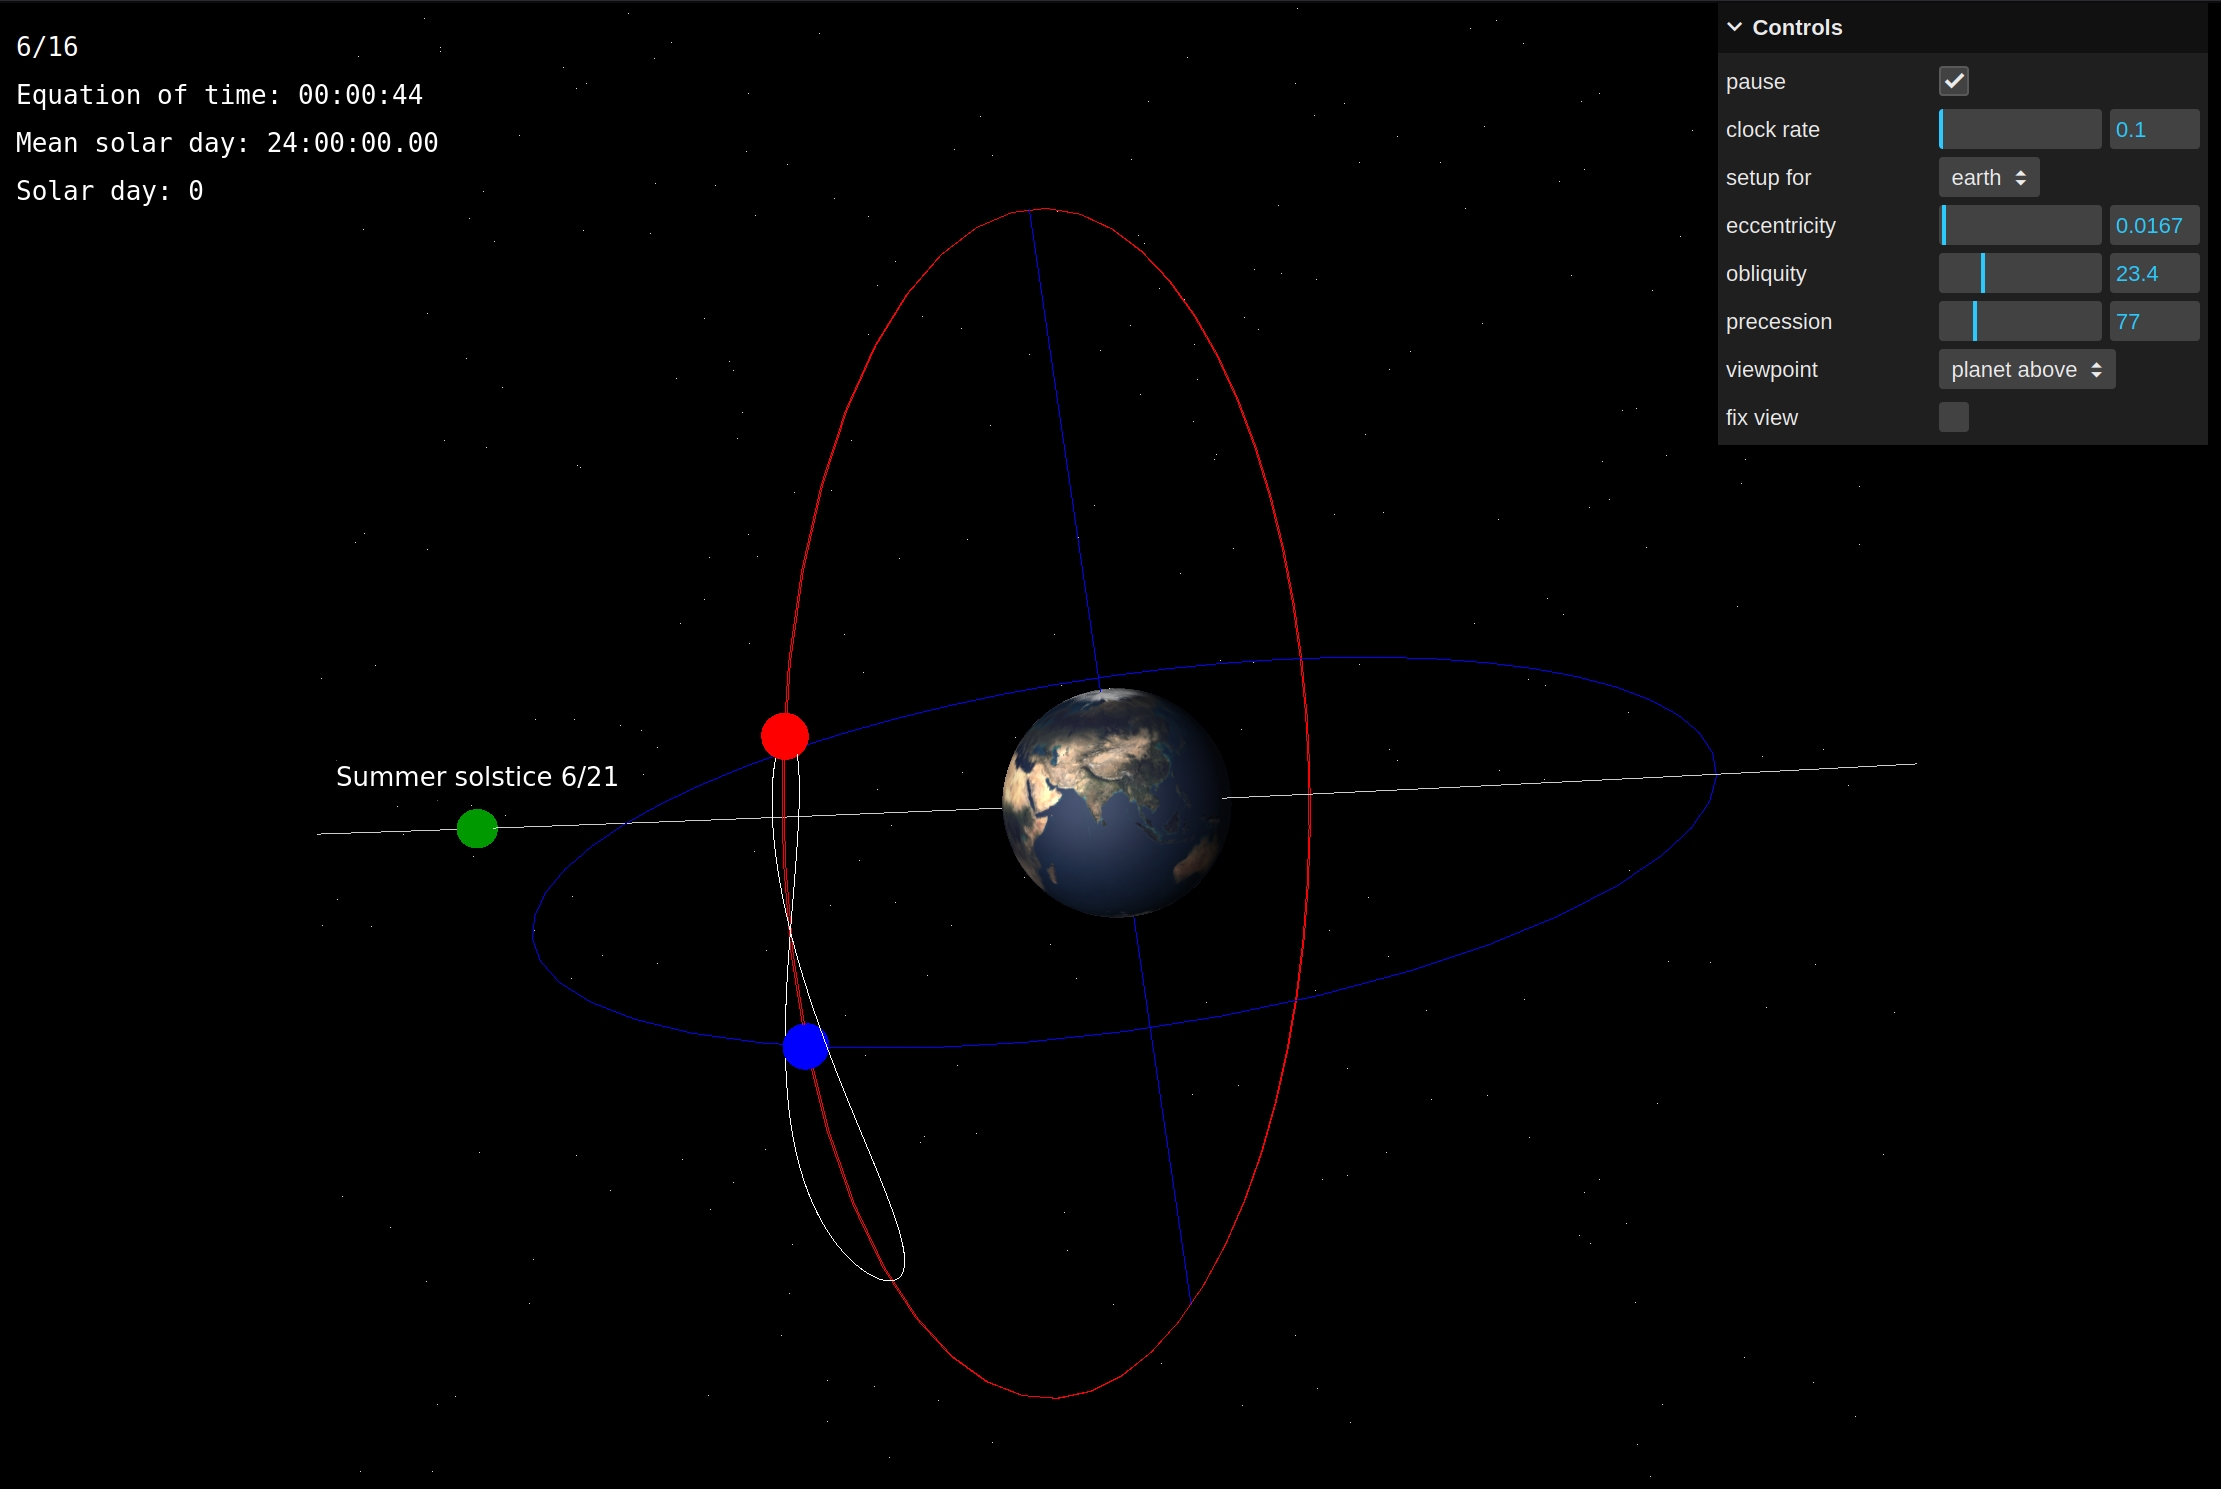 6/16
Equation of time: 00:00:44
Mean solar day: 24:00:00.00
Solar day: 0
Summer solstice 6/21
Controls
pause
clock rate 0.1
setup for earth
eccentricity 0.0167
obliquity 23.4
precession 77
viewpoint planet above
fix view